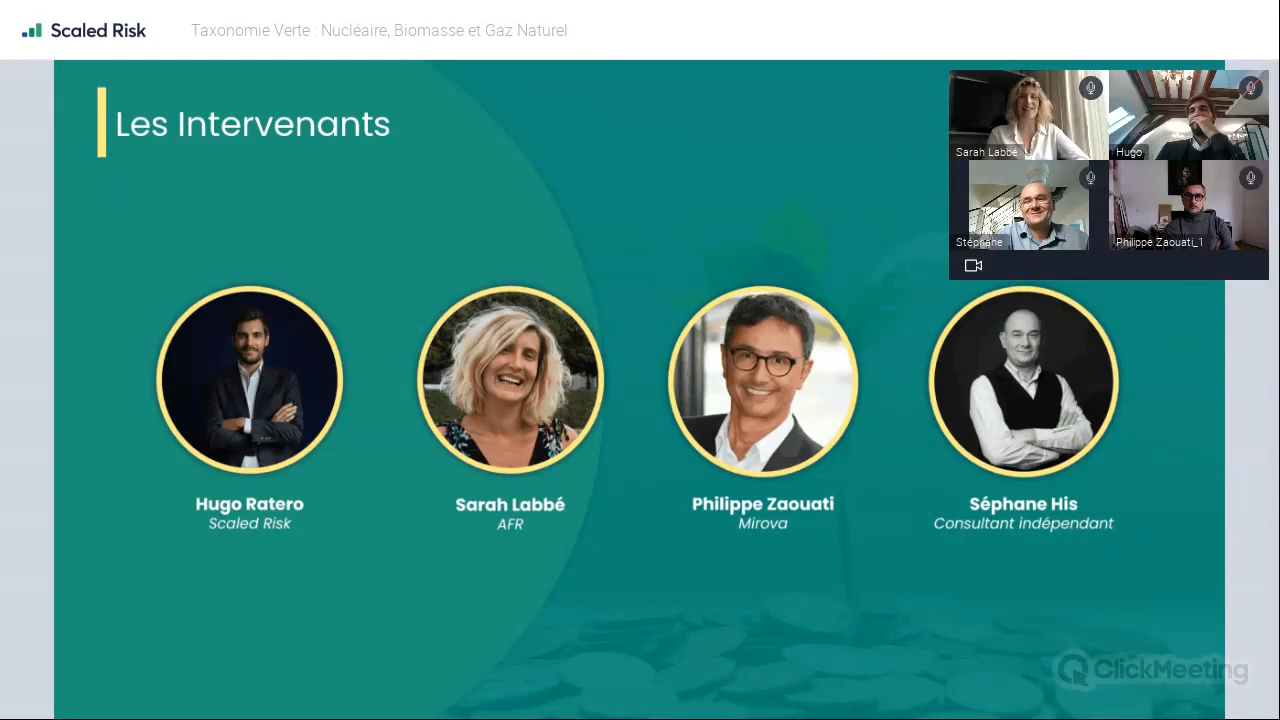 Scaled Risk
Taxonomie Verte : Nucléaire, Biomasse et Gaz Naturel
Les Intervenants
Sarah Labbé
Hugo
Stéphane
Philippe Zaouati_1
Hugo Ratero
Scaled Risk
Sarah Labbé
AFR
Philippe Zaouati
Mirova
Séphane His
Consultant indépendant
ClickMeeting